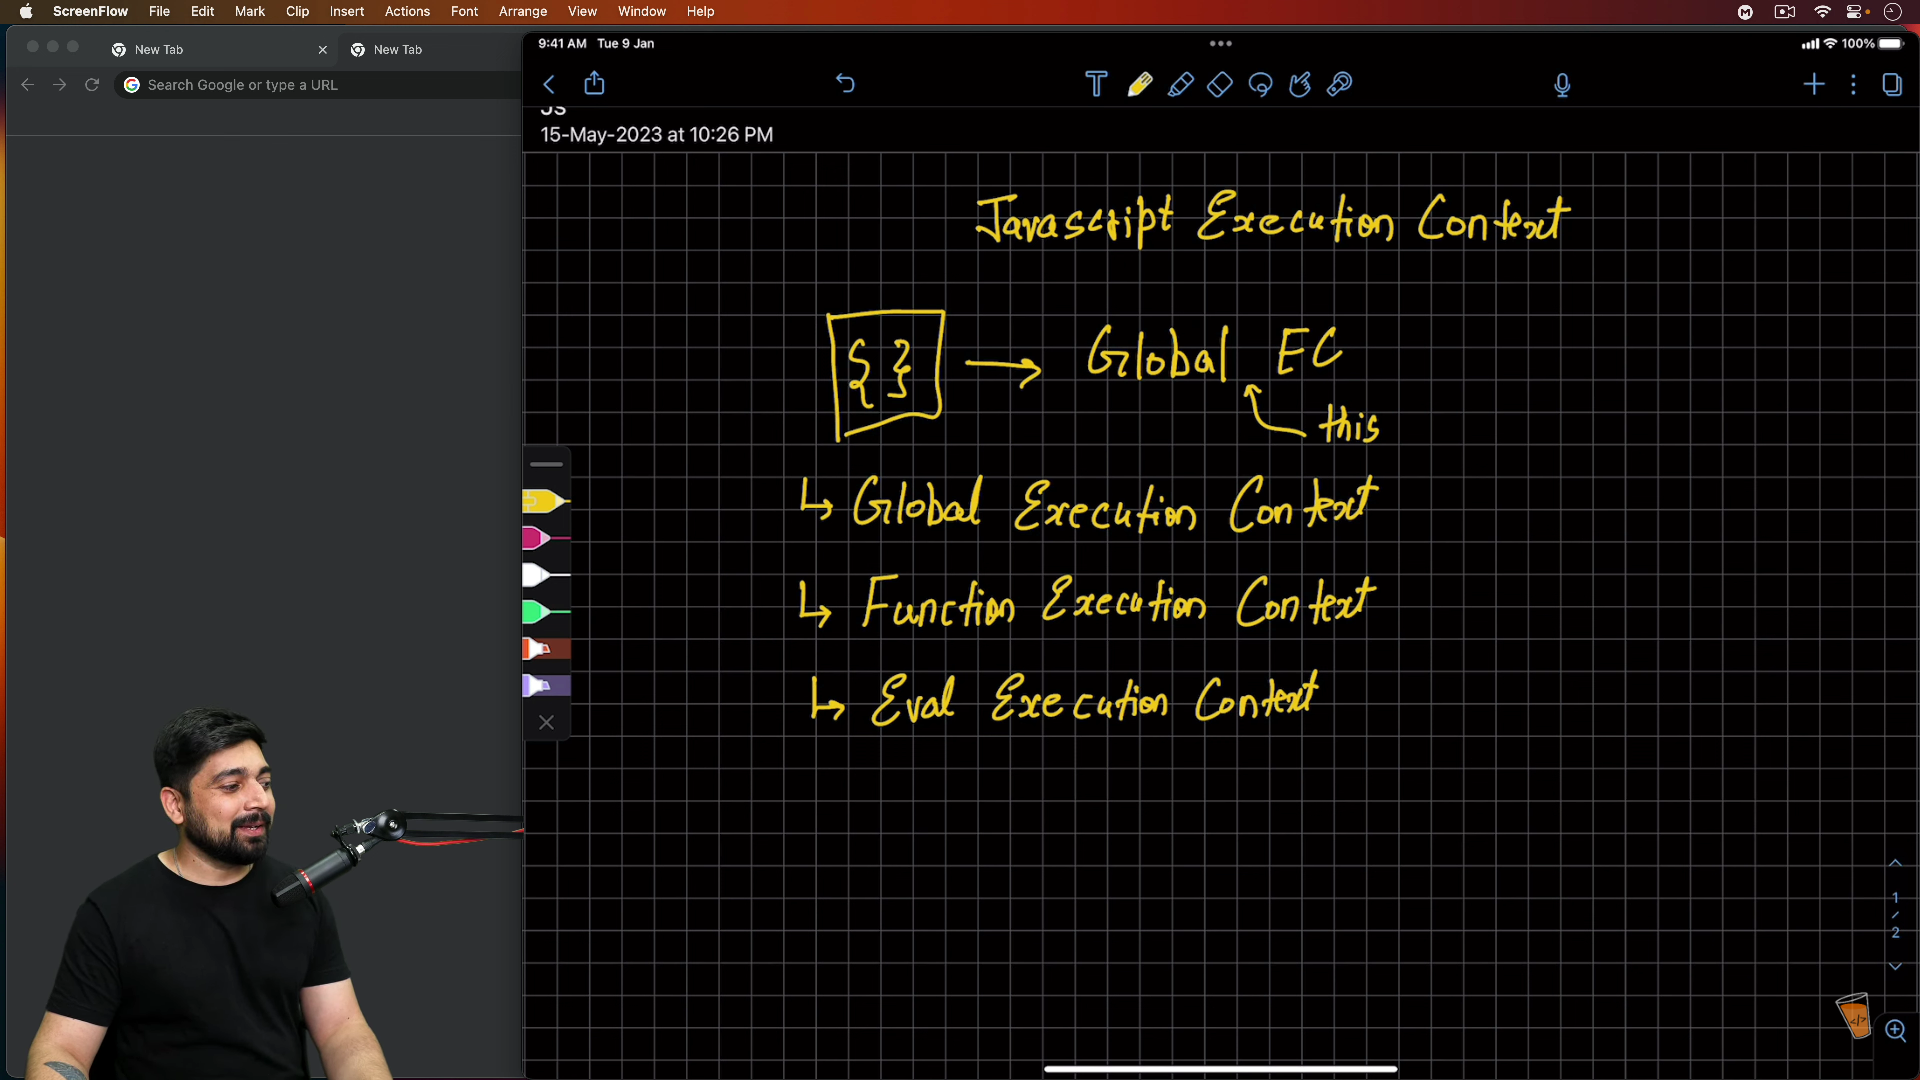 ScreenFlow File Edit Mark Clip Insert Actions Font Arrange View Window Help
New Tab New Tab
Search Google or type a URL
9:41 AM Tue 9 Jan 100%
JS
15-May-2023 at 10:26 PM
Javascript Execution Context
{ } → Global EC
this
↳ Global Execution Context
↳ Function Execution Context
↳ Eval Execution Context
1
/
2
</>